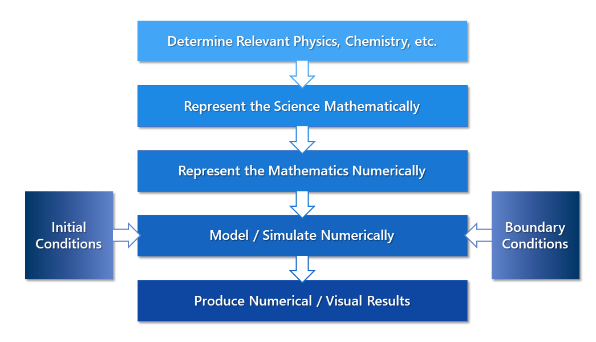 Determine Relevant Physics, Chemistry, etc.
Represent the Science Mathematically
Represent the Mathematics Numerically
Initial
Conditions
Model / Simulate Numerically
Boundary
Conditions
Produce Numerical / Visual Results